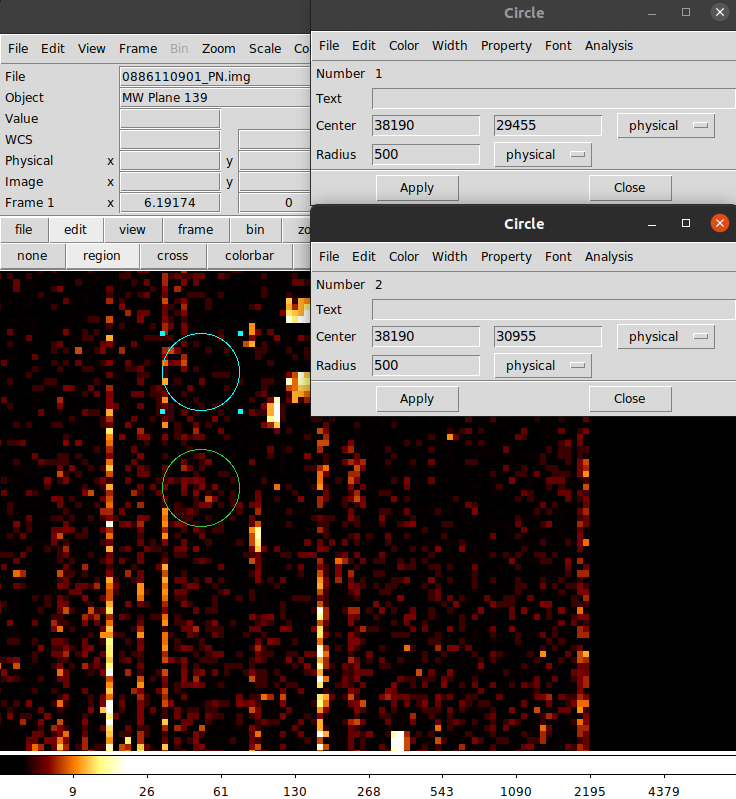 Circle
File Edit View Frame Bin Zoom Scale Co
File Edit Color Width Property Font Analysis
File 0886110901_PN.img
Number 1
Object MW Plane 139
Text
Value
Center 38190 29455 physical
WCS
Radius 500 physical
Physical x y
Image x y
Apply Close
Frame 1 x 6.19174 0
Circle
file edit view frame bin zo
none region cross colorbar
File Edit Color Width Property Font Analysis
Number 2
Text
Center 38190 30955 physical
Radius 500 physical
Apply Close
9 26 61 130 268 543 1090 2195 4379